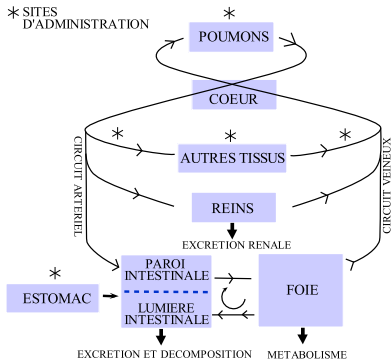 * SITES
D'ADMINISTRATION
*
POUMONS
COEUR
* * *
AUTRES TISSUS
CIRCUIT ARTERIEL
CIRCUIT VEINEUX
REINS
EXCRETION RENALE
PAROI
INTESTINALE
*
ESTOMAC
LUMIERE
INTESTINALE
FOIE
EXCRETION ET DECOMPOSITION
METABOLISME